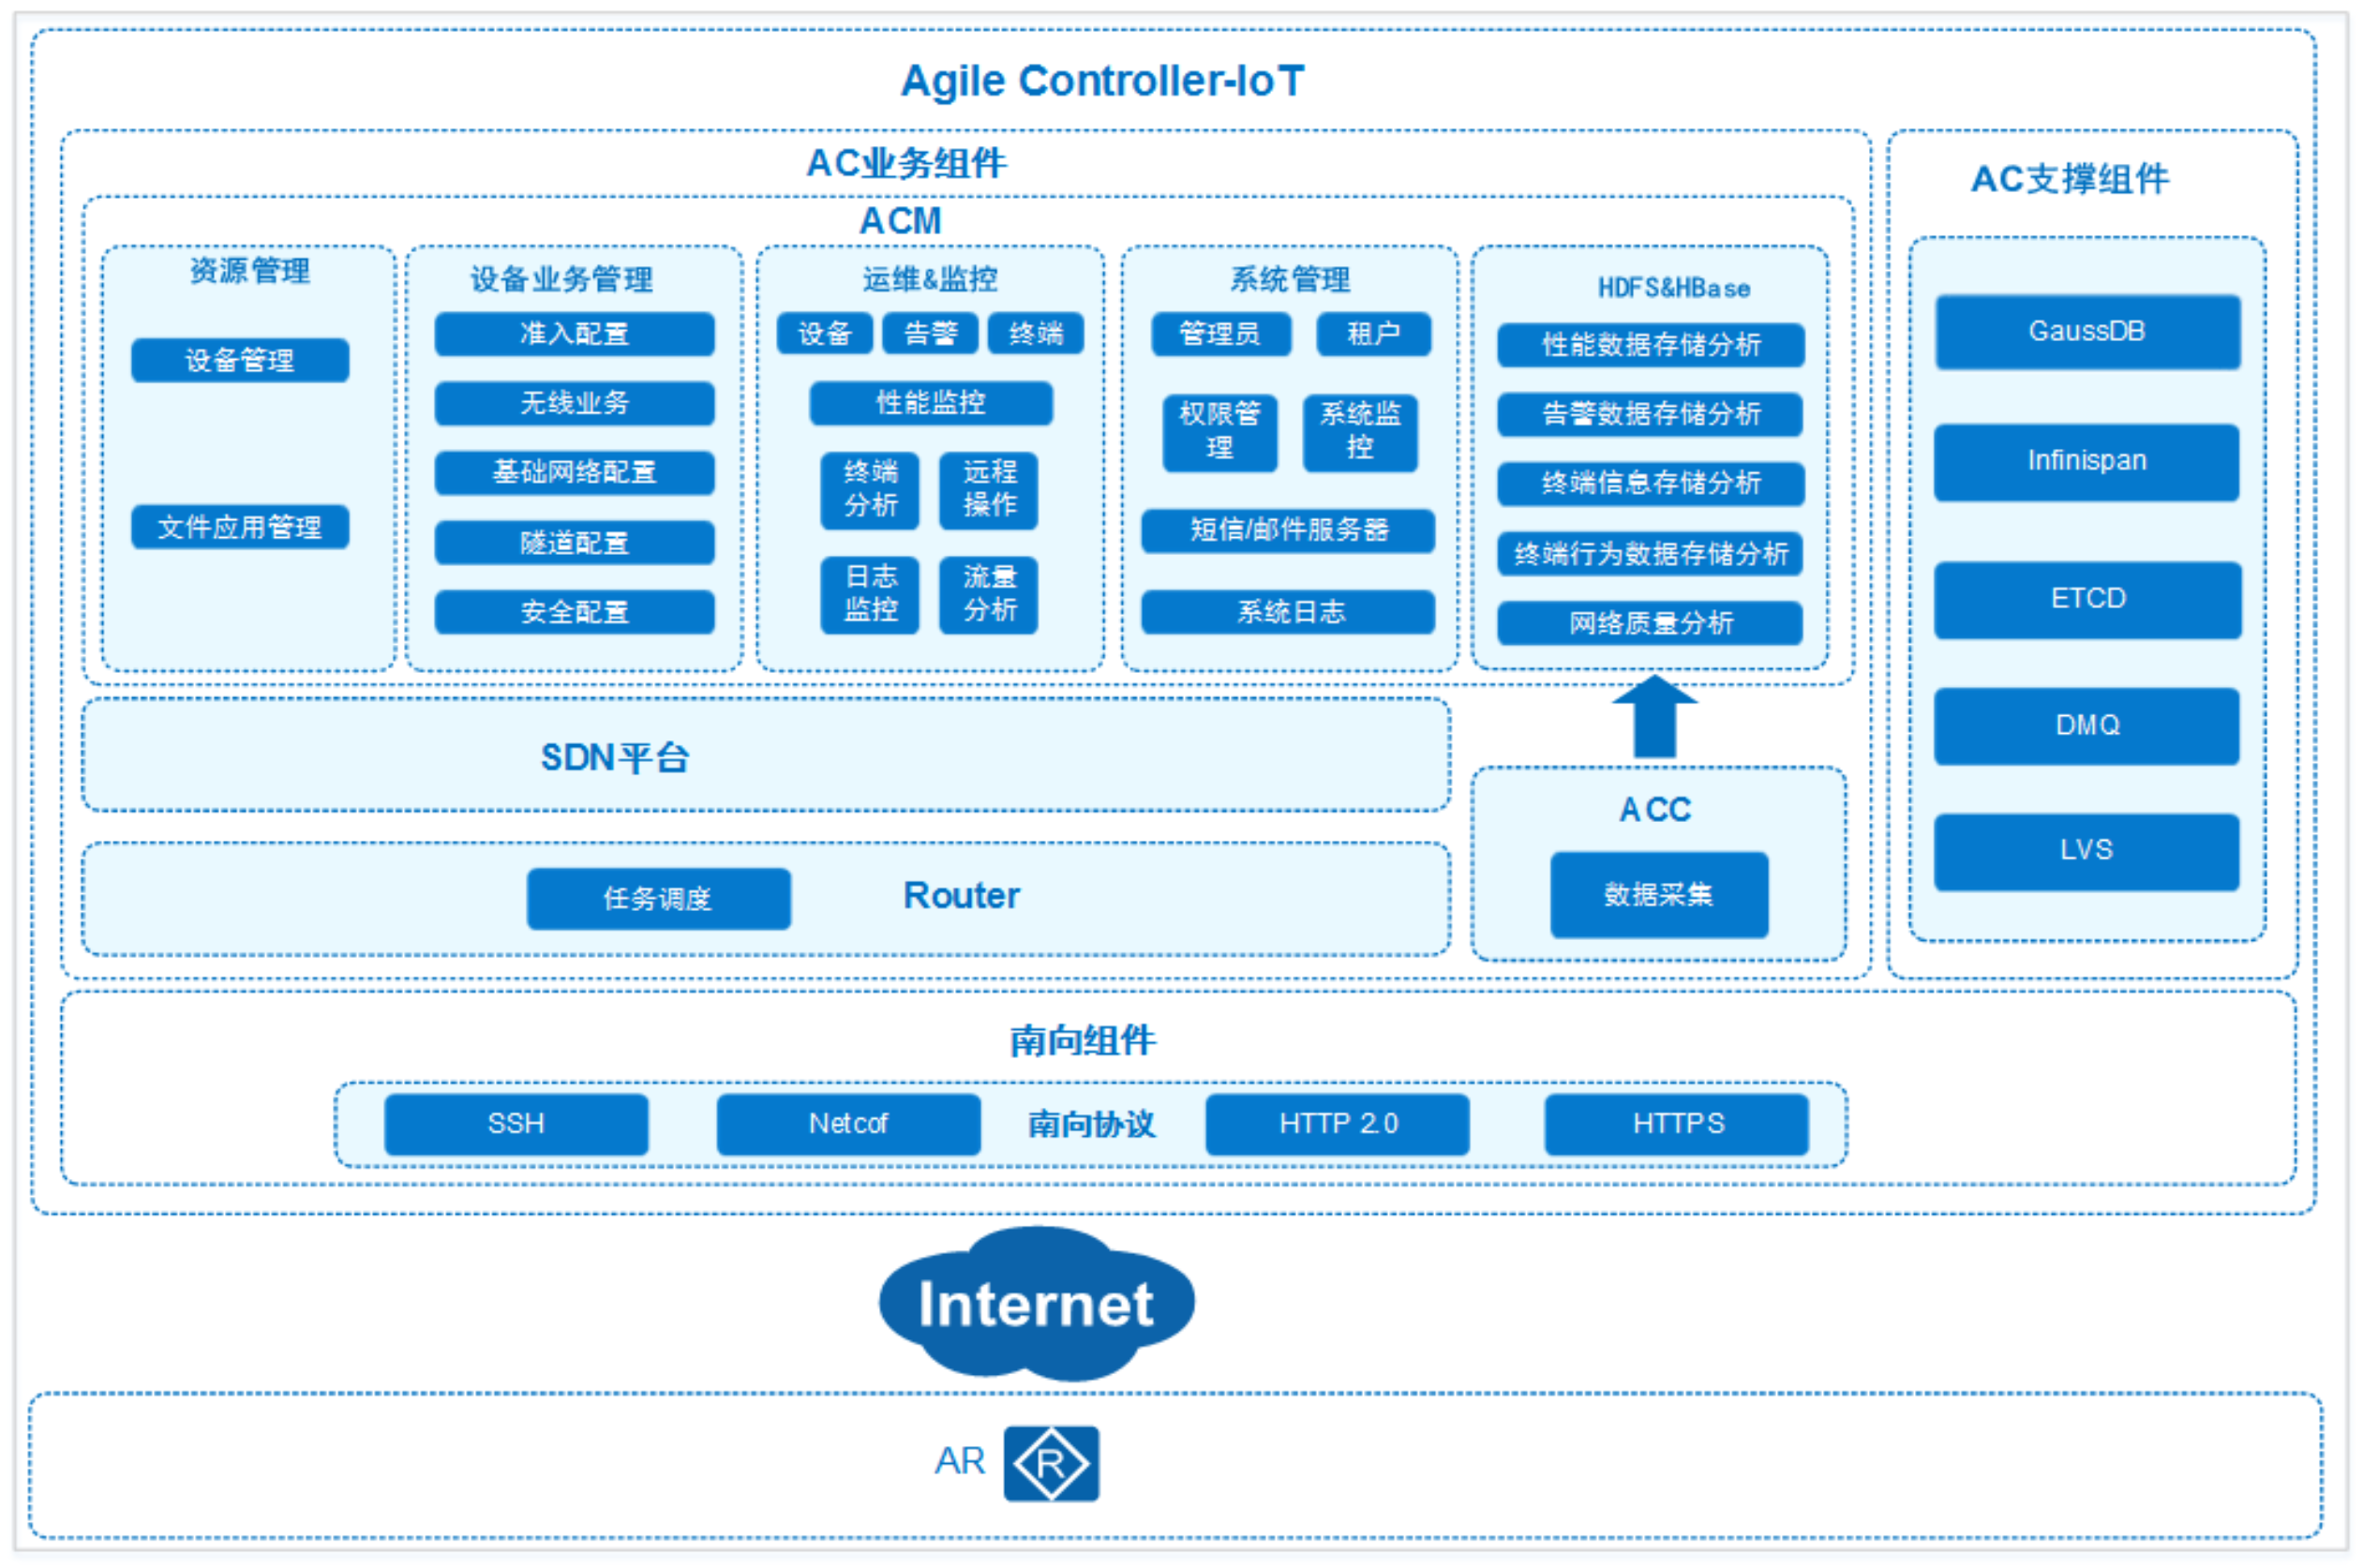 Agile Controller-IoT
AC业务组件
ACM
资源管理
设备管理
文件应用管理
设备业务管理
准入配置
无线业务
基础网络配置
隧道配置
安全配置
运维&监控
设备 告警 终端
性能监控
终端
分析
远程
操作
日志
监控
流量
分析
系统管理
管理员 租户
权限管
理
系统监
控
短信/邮件服务器
系统日志
HDFS&HBase
性能数据存储分析
告警数据存储分析
终端信息存储分析
终端行为数据存储分析
网络质量分析
SDN平台
任务调度 Router
ACC
数据采集
AC支撑组件
GaussDB
Infinispan
ETCD
DMQ
LVS
南向组件
SSH Netcof 南向协议 HTTP 2.0 HTTPS
Internet
AR R